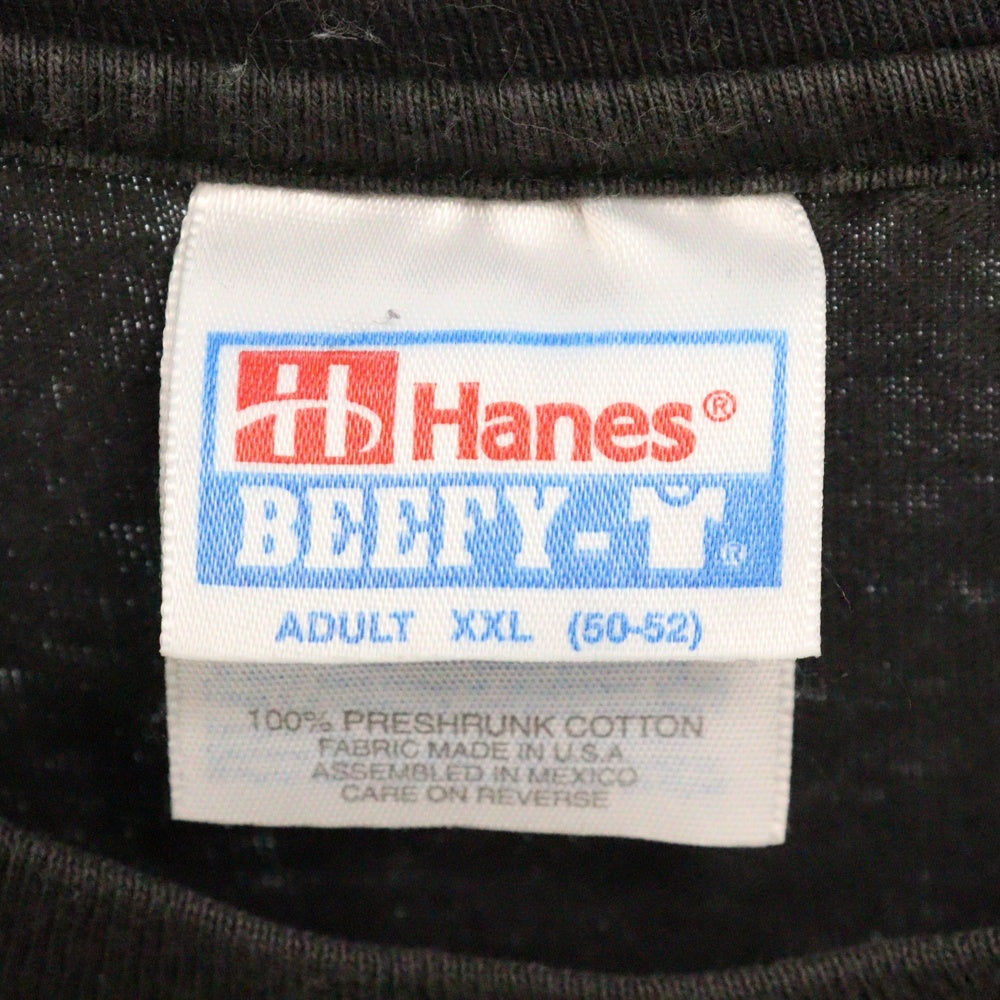 Hanes®
BEEFY-T®
ADULT XXL (50-52)
100% PRESHRUNK COTTON
FABRIC MADE IN U.S.A
ASSEMBLED IN MEXICO
CARE ON REVERSE